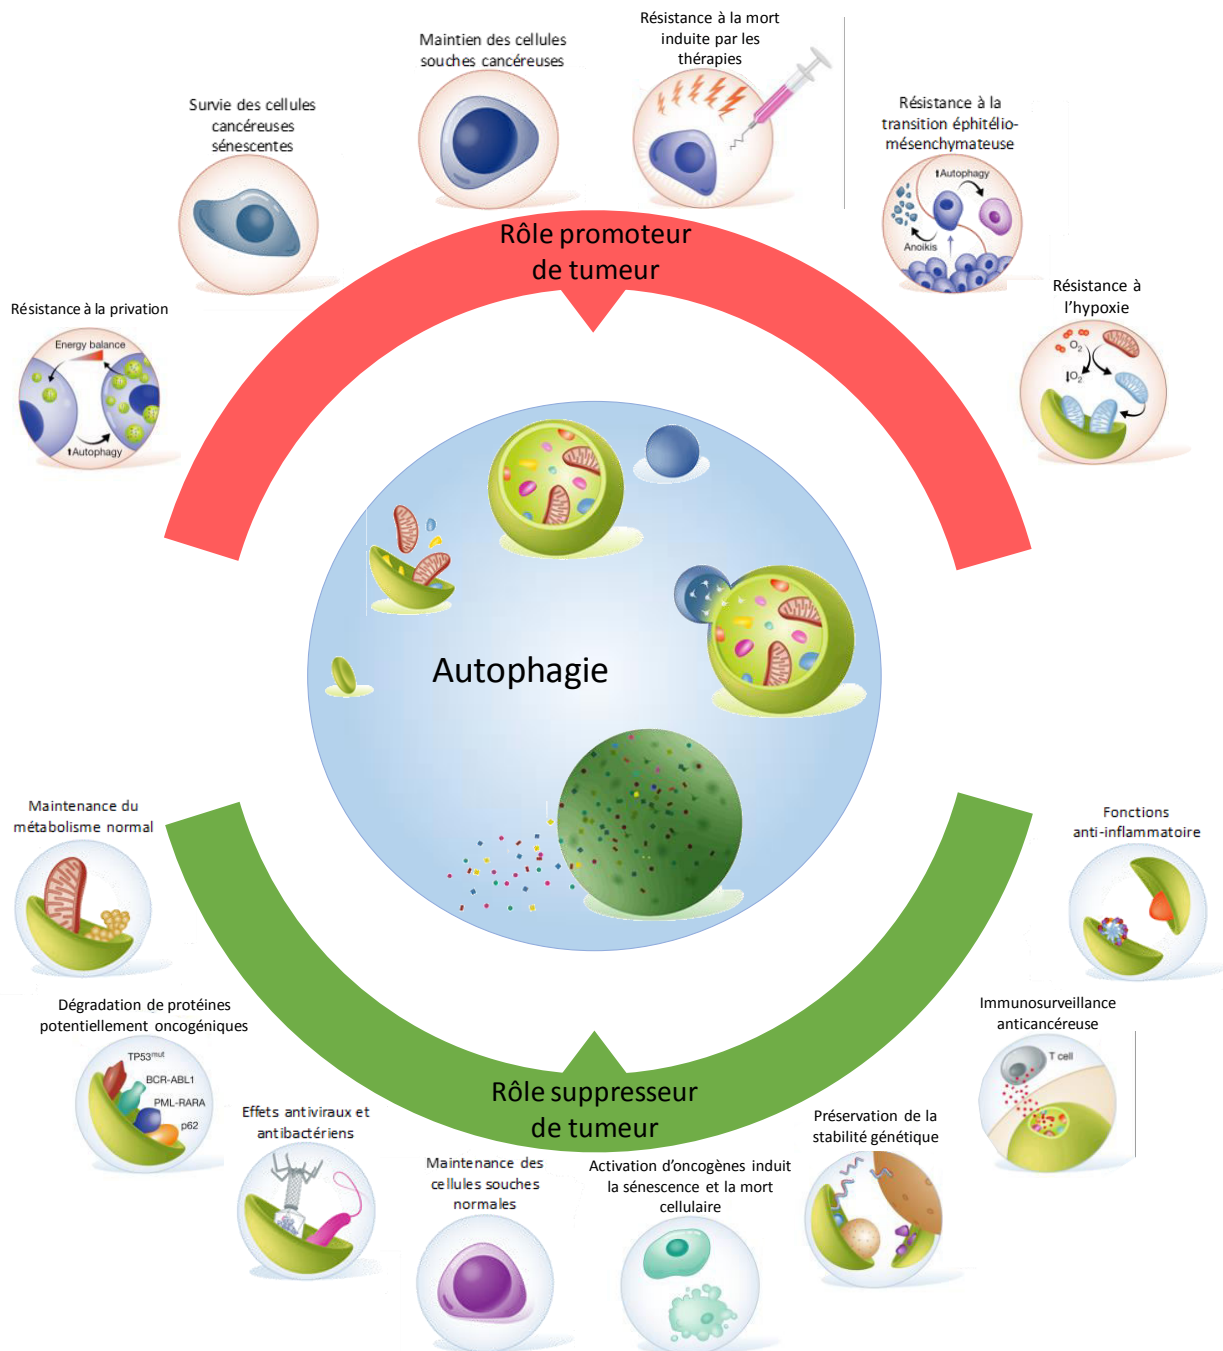 Résistance à la mort
induite par les
thérapies
Maintien des cellules
souches cancéreuses
Survie des cellules
cancéreuses
sénescentes
Résistance à la
transition éphitélio-
mésenchymateuse
↑Autophagy
Anoikis
Rôle promoteur
de tumeur
Résistance à la privation
Energy balance
↑Autophagy
Résistance à
l'hypoxie
O₂
↓O₂
Autophagie
Maintenance du
métabolisme normal
Fonctions
anti-inflammatoire
Dégradation de protéines
potentiellement oncogéniques
TP53ᵐᵘᵗ
BCR-ABL1
PML-RARA
p62
Immunosurveillance
anticancéreuse
T cell
Rôle suppresseur
de tumeur
Effets antiviraux et
antibactériens
Préservation de la
stabilité génétique
Maintenance des
cellules souches
normales
Activation d'oncogènes induit
la sénescence et la mort
cellulaire